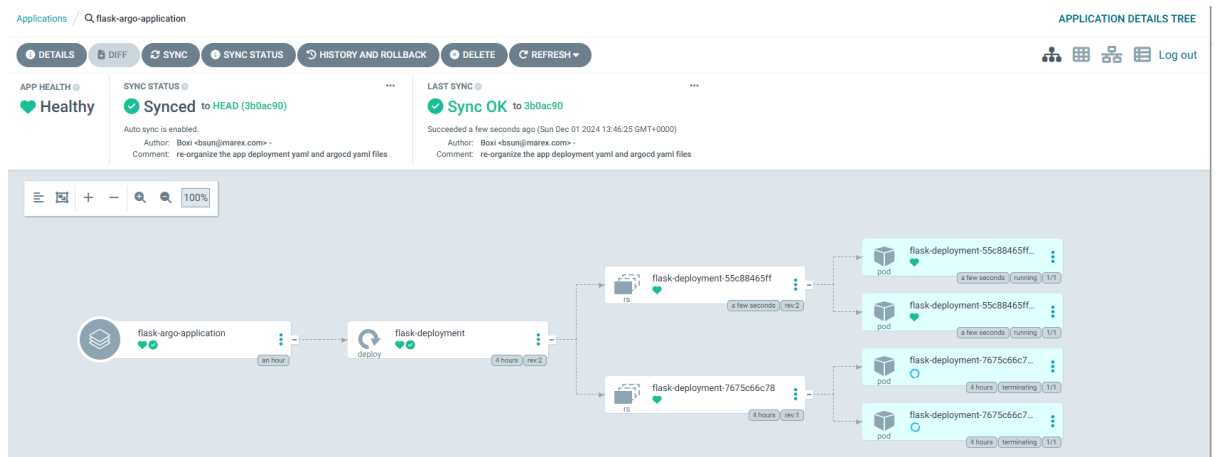 Applications / flask-argo-application
APPLICATION DETAILS TREE
DETAILS DIFF SYNC SYNC STATUS HISTORY AND ROLLBACK DELETE REFRESH
Log out
APP HEALTH
Healthy
SYNC STATUS
Synced to HEAD (3b0ac90)
Auto sync is enabled.
Author: Boxi <bsun@marex.com> -
Comment: re-organize the app deployment yaml and argocd yaml files
LAST SYNC
Sync OK to 3b0ac90
Succeeded a few seconds ago (Sun Dec 01 2024 13:46:25 GMT+0000)
Author: Boxi <bsun@marex.com> -
Comment: re-organize the app deployment yaml and argocd yaml files
100%
flask-argo-application
an hour
deploy
flask-deployment
4 hours rev:2
rs
flask-deployment-55c88465ff
a few seconds rev:2
rs
flask-deployment-7675c66c78
4 hours rev:1
pod
flask-deployment-55c88465ff...
a few seconds running 1/1
pod
flask-deployment-55c88465ff...
a few seconds running 1/1
pod
flask-deployment-7675c66c7...
4 hours terminating 1/1
pod
flask-deployment-7675c66c7...
4 hours terminating 1/1